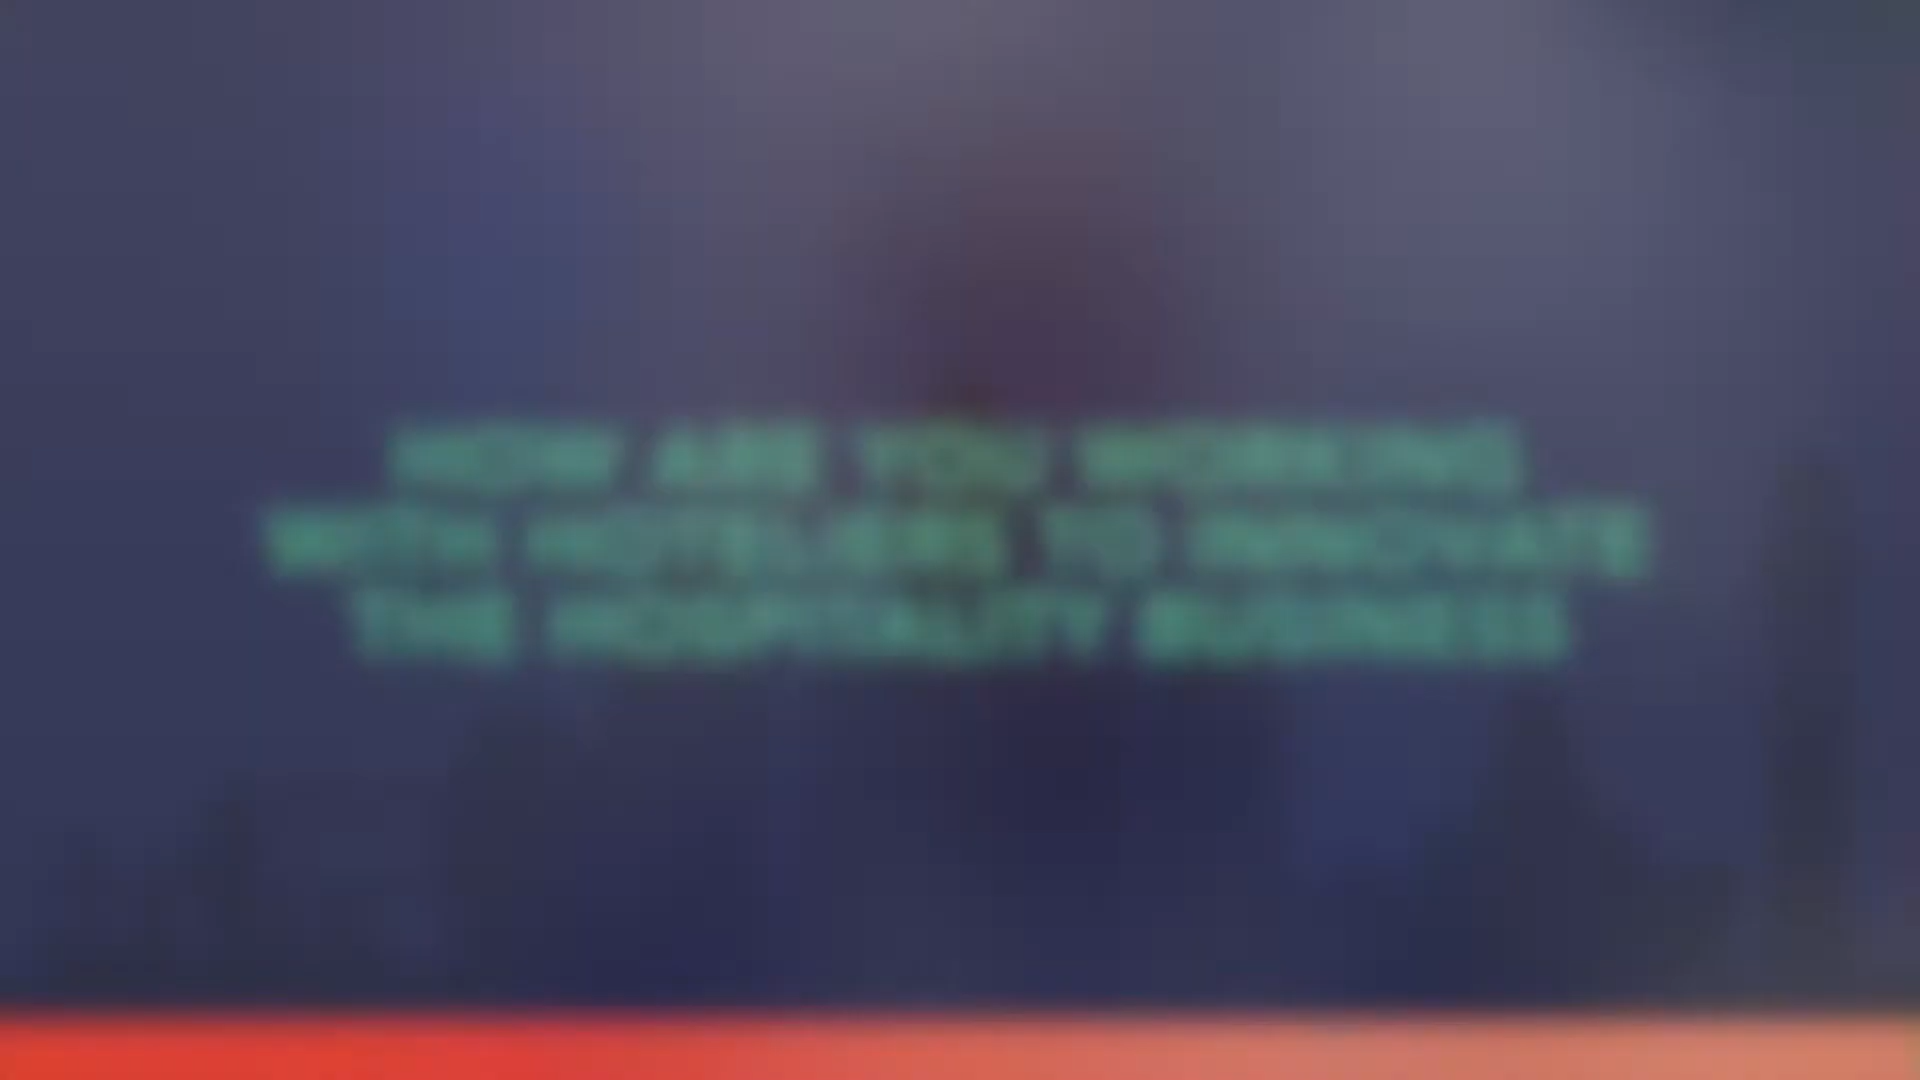 HOW ARE YOU WORKING
WITH HOTELIERS TO INNOVATE
THE HOSPITALITY BUSINESS